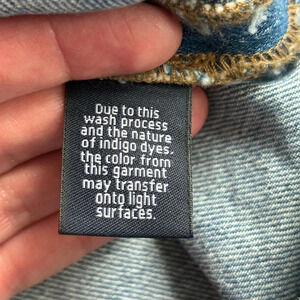 Due to this
wash process
and the nature
of indigo dyes.
the color from
this garment
may transfer
onto light
surfaces.